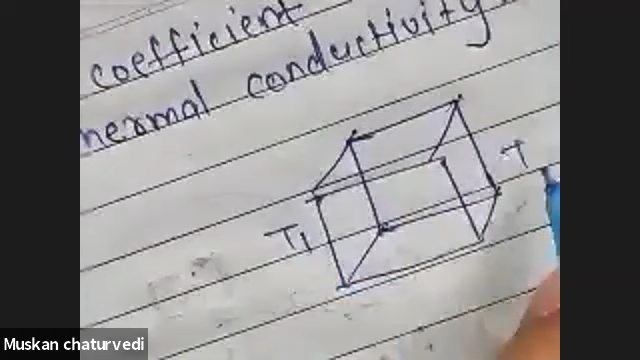 coefficient
hermal conductivity
T1
T
Muskan chaturvedi